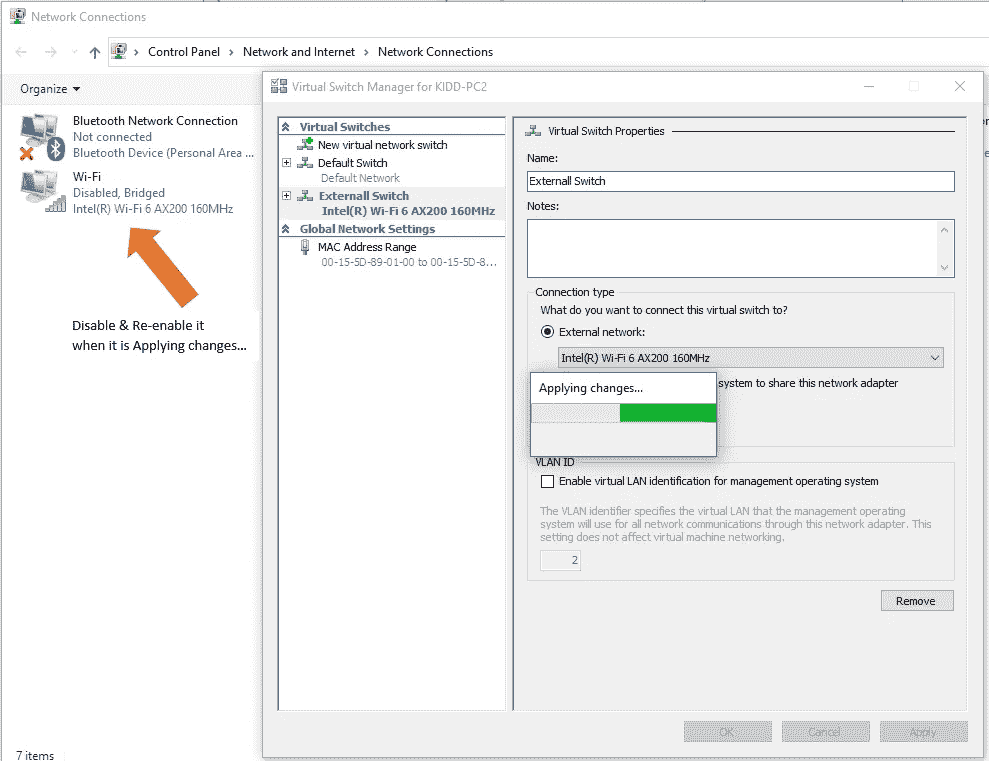 Network Connections
Control Panel > Network and Internet > Network Connections
Organize
Bluetooth Network Connection
Not connected
Bluetooth Device (Personal Area ...
Wi-Fi
Disabled, Bridged
Intel(R) Wi-Fi 6 AX200 160MHz
Disable & Re-enable it
when it is Applying changes...
7 items
Virtual Switch Manager for KIDD-PC2
Virtual Switches
New virtual network switch
Default Switch
Default Network
Externall Switch
Intel(R) Wi-Fi 6 AX200 160MHz
Global Network Settings
MAC Address Range
00-15-5D-89-01-00 to 00-15-5D-8...
Virtual Switch Properties
Name:
Externall Switch
Notes:
Connection type
What do you want to connect this virtual switch to?
External network:
Intel(R) Wi-Fi 6 AX200 160MHz
system to share this network adapter
Applying changes...
VLAN ID
Enable virtual LAN identification for management operating system
The VLAN identifier specifies the virtual LAN that the management operating
system will use for all network communications through this network adapter. This
setting does not affect virtual machine networking.
2
Remove
OK
Cancel
Apply